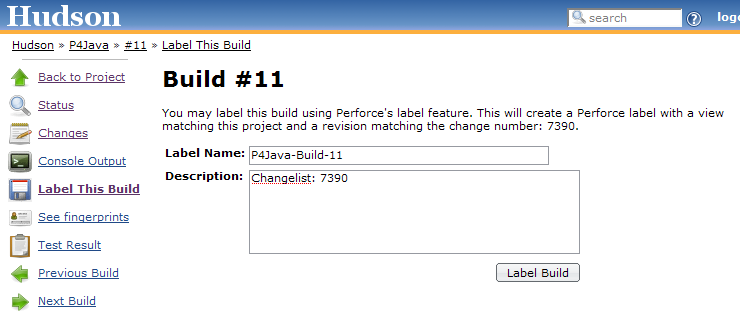 Hudson
search
?
Hudson » P4Java » #11 » Label This Build
Back to Project
Status
Changes
Console Output
Label This Build
See fingerprints
Test Result
Previous Build
Next Build
Build #11
You may label this build using Perforce's label feature. This will create a Perforce label with a view
matching this project and a revision matching the change number: 7390.
Label Name: P4Java-Build-11
Description: Changelist: 7390
Label Build